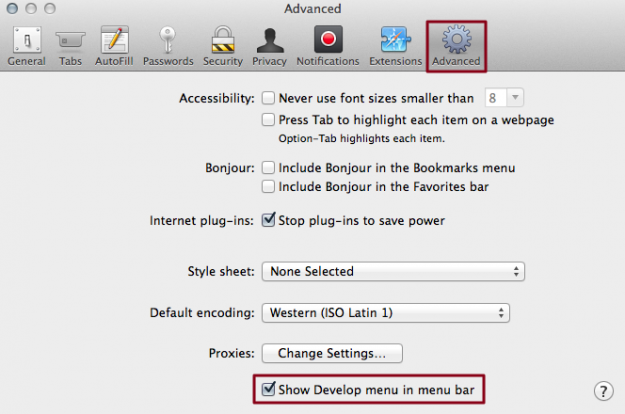 Advanced
General Tabs AutoFill Passwords Security Privacy Notifications Extensions Advanced
Accessibility: Never use font sizes smaller than 8
Press Tab to highlight each item on a webpage
Option-Tab highlights each item.
Bonjour: Include Bonjour in the Bookmarks menu
Include Bonjour in the Favorites bar
Internet plug-ins: Stop plug-ins to save power
Style sheet: None Selected
Default encoding: Western (ISO Latin 1)
Proxies: Change Settings...
Show Develop menu in menu bar ?